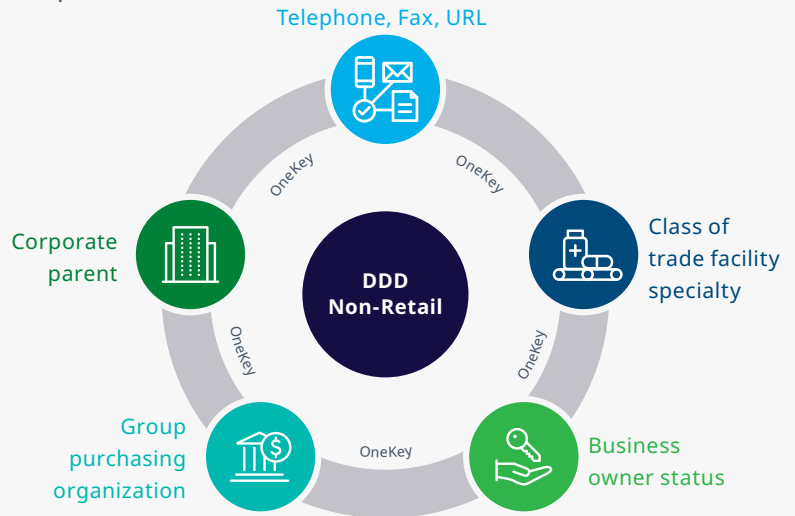 Telephone, Fax, URL
OneKey
OneKey
Corporate
parent
Class of
trade facility
specialty
DDD
Non-Retail
OneKey
OneKey
Group
purchasing
organization
OneKey
Business
owner status